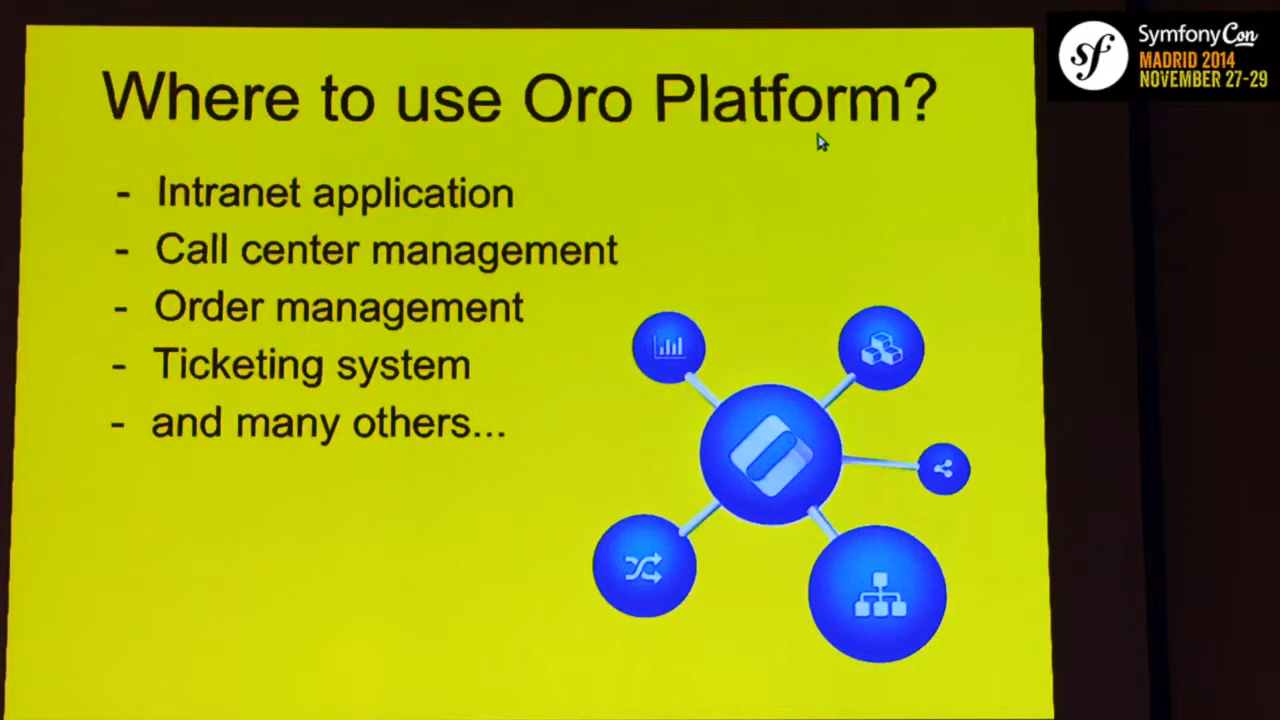 Where to use Oro Platform?
- Intranet application
- Call center management
- Order management
- Ticketing system
- and many others...
sf
SymfonyCon
MADRID 2014
NOVEMBER 27-29